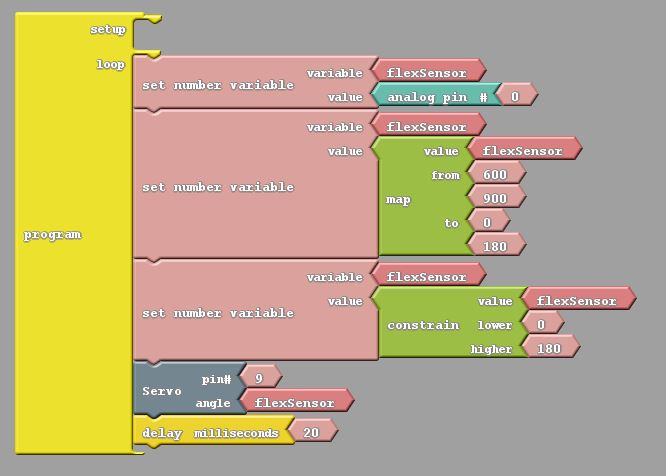 setup
loop
program
set number variable
variable flexSensor
value analog pin # 0
set number variable
variable flexSensor
value map
value flexSensor
from 600
900
to 0
180
set number variable
variable flexSensor
value constrain
value flexSensor
lower 0
higher 180
Servo
pin# 9
angle flexSensor
delay milliseconds 20